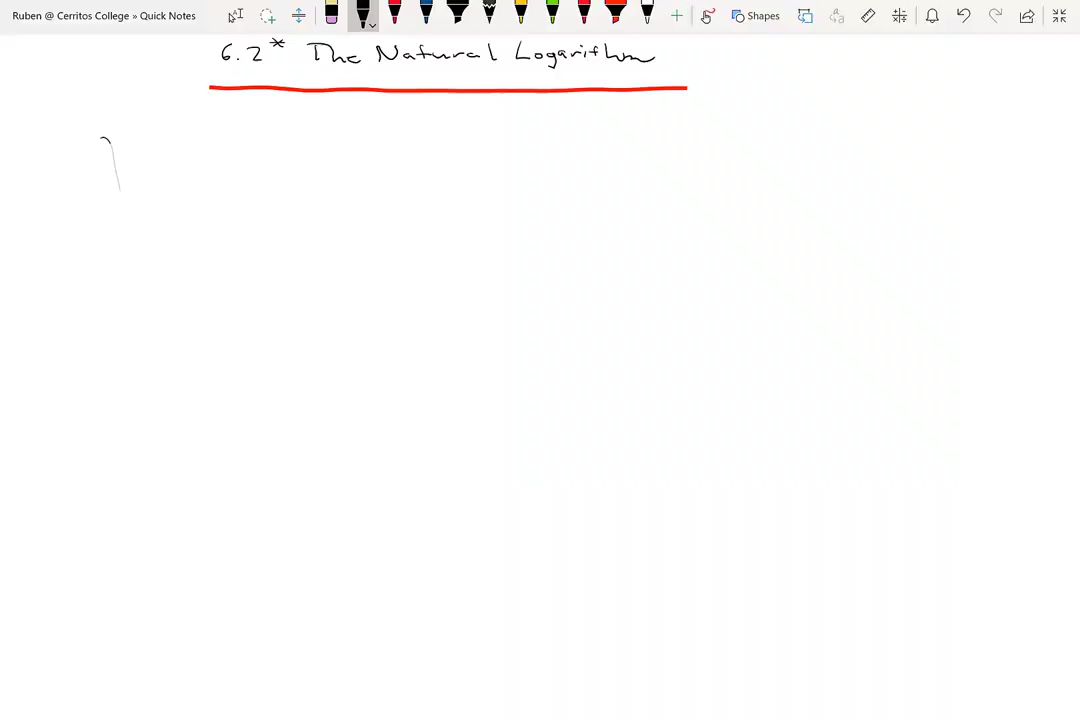 Ruben @ Cerritos College » Quick Notes
Shapes
6.2* The Natural Logarithm